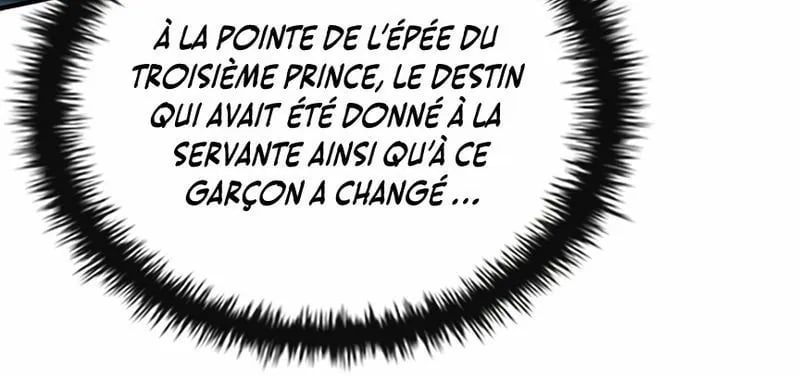 À LA POINTE DE L'ÉPÉE DU
TROISIÈME PRINCE, LE DESTIN
QUI AVAIT ÉTÉ DONNÉ À LA
SERVANTE AINSI QU'À CE
GARÇON A CHANGÉ ...